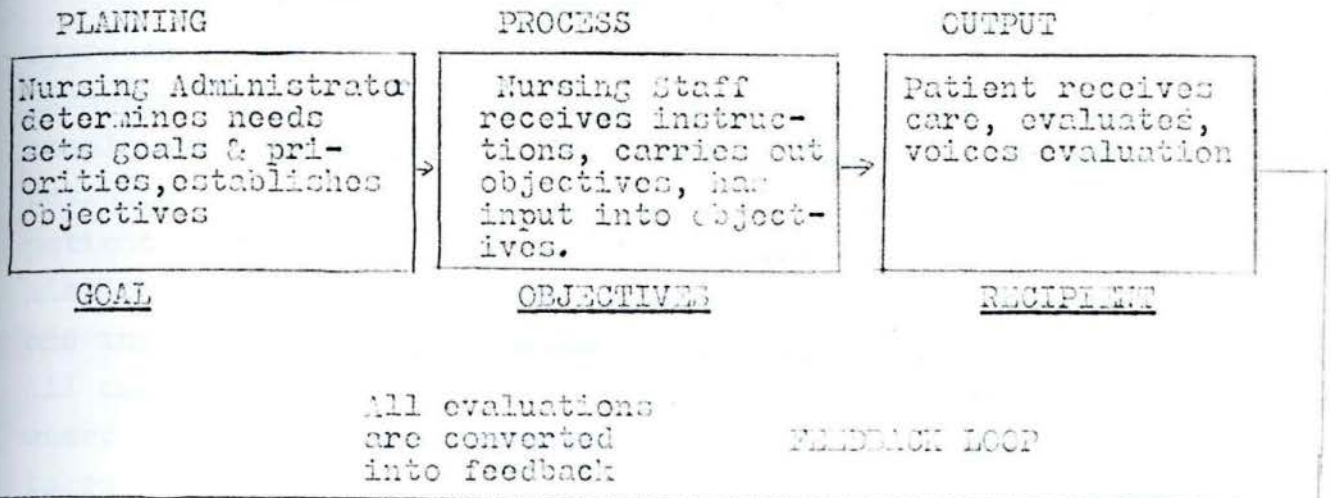 PLANNING
PROCESS
OUTPUT
Nursing Administrator
determines needs
sets goals & pri-
orities,establishes
objectives
Nursing Staff
receives instruc-
tions, carries out
objectives, has
input into object-
ives.
Patient receives
care, evaluates,
voices evaluation
GOAL
OBJECTIVES
RECIPIENT
All evaluations
are converted
into feedback
FEEDBACK LOOP